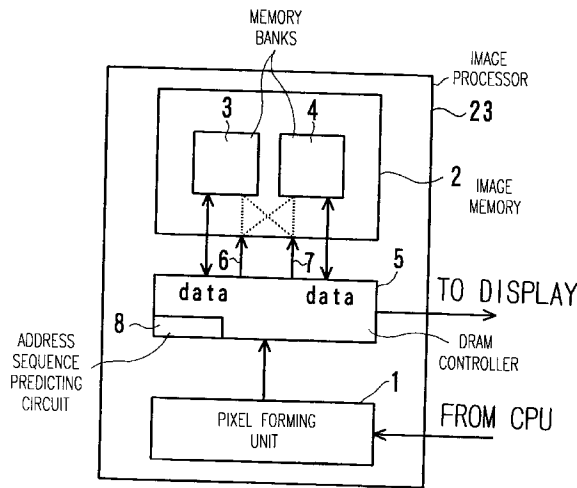 MEMORY
BANKS
IMAGE
PROCESSOR
3
4
23
2
IMAGE
MEMORY
6
7
5
data
data
TO DISPLAY
8
ADDRESS
SEQUENCE
PREDICTING
CIRCUIT
DRAM
CONTROLLER
1
PIXEL FORMING
UNIT
FROM CPU